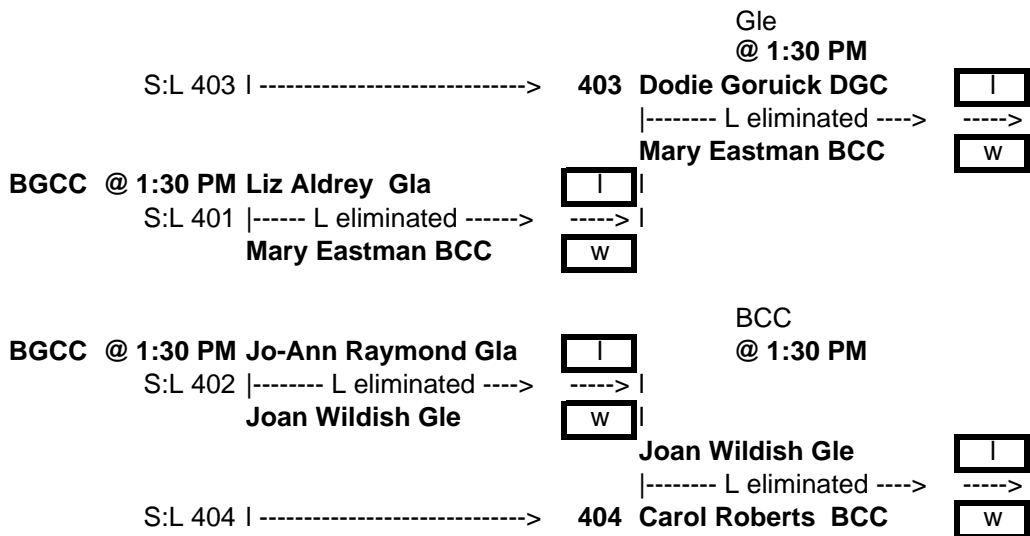 Gle
@ 1:30 PM
S:L 403 l ------------------------------> 403 Dodie Goruick DGC l
|-------- L eliminated ----> ----->
Mary Eastman BCC w
BGCC @ 1:30 PM Liz Aldrey Gla l l
S:L 401 |------ L eliminated ------> -----> l
Mary Eastman BCC w
BCC
BGCC @ 1:30 PM Jo-Ann Raymond Gla l @ 1:30 PM
S:L 402 |-------- L eliminated ----> -----> l
Joan Wildish Gle w l
Joan Wildish Gle l
|-------- L eliminated ----> ----->
S:L 404 l ------------------------------> 404 Carol Roberts BCC w